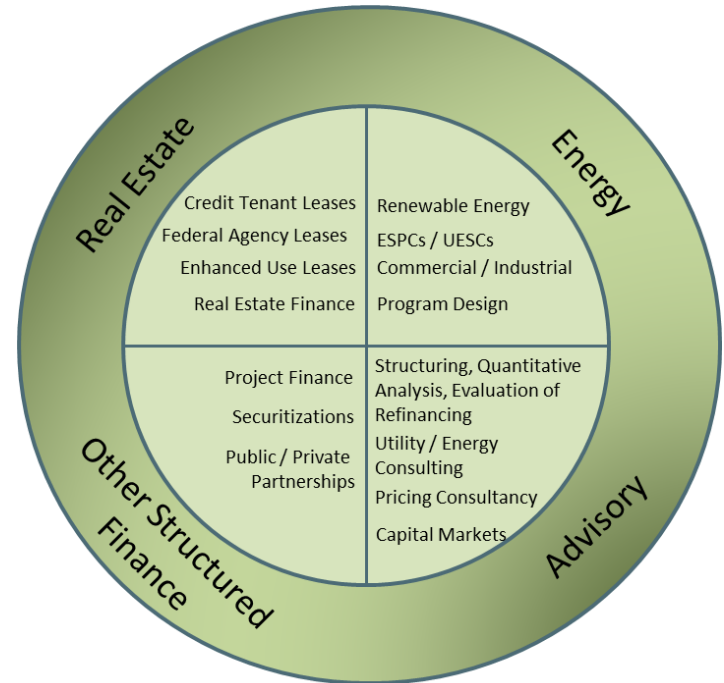 Real Estate
Credit Tenant Leases
Federal Agency Leases
Enhanced Use Leases
Real Estate Finance
Energy
Renewable Energy
ESPCs / UESCs
Commercial / Industrial
Program Design
Other Structured
Finance
Project Finance
Securitizations
Public / Private
Partnerships
Advisory
Structuring, Quantitative
Analysis, Evaluation of
Refinancing
Utility / Energy
Consulting
Pricing Consultancy
Capital Markets